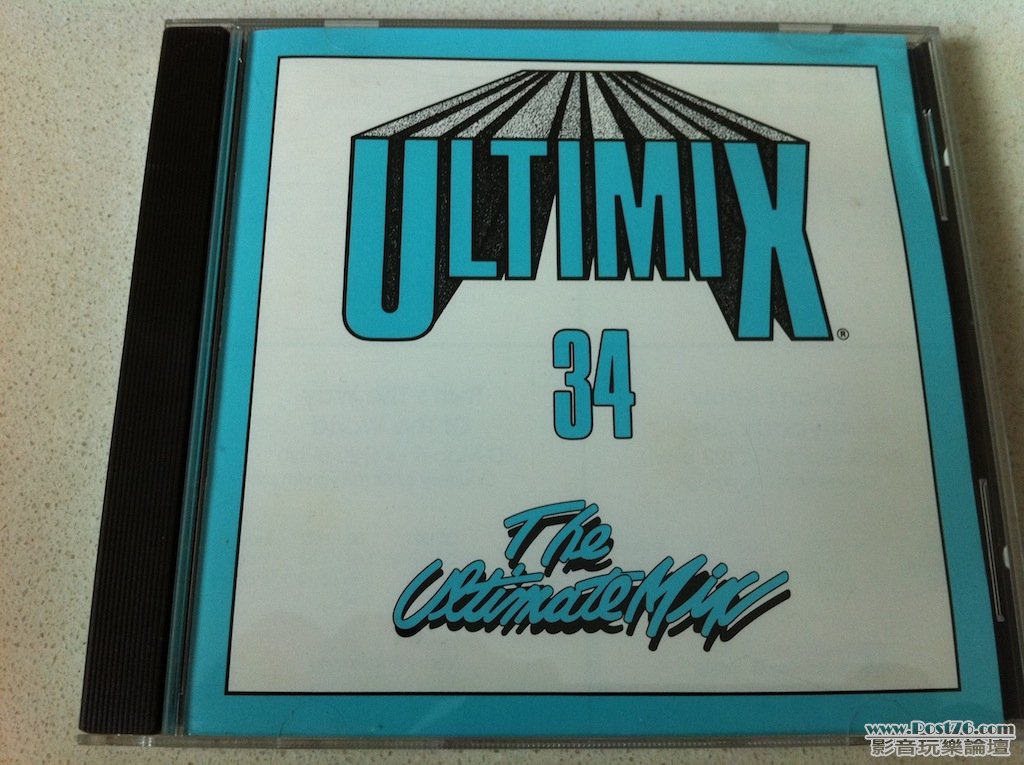 ULTIMIX®
34
The
Ultimate Mix
www.Post76.com
影音玩樂論壇